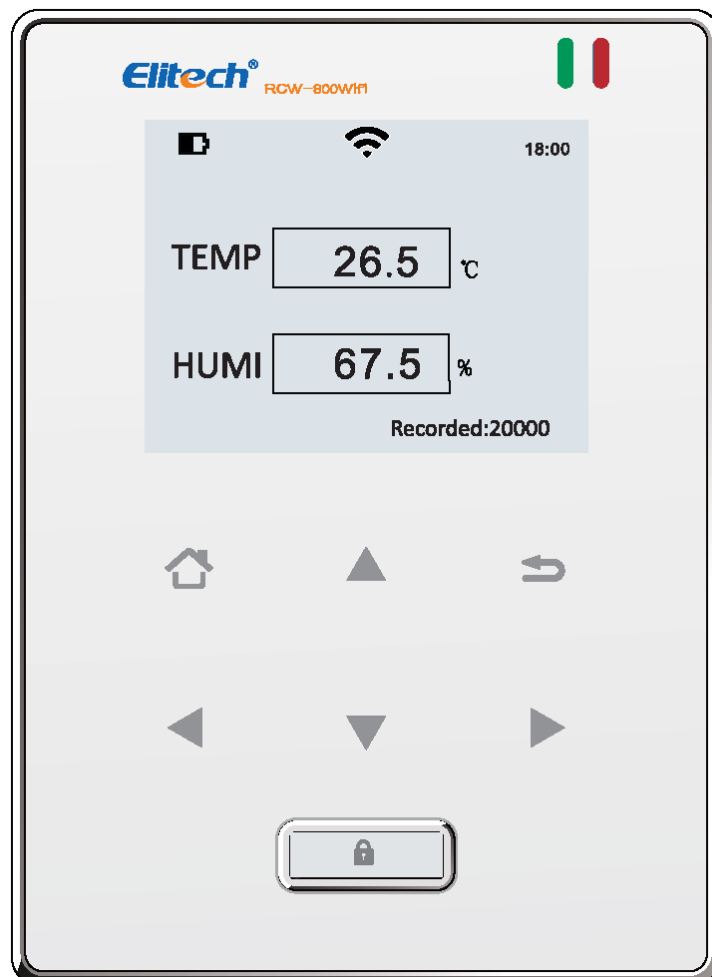 Elitech®
RCW-800Wifi
18:00
TEMP 26.5 ℃
HUMI 67.5 %
Recorded:20000